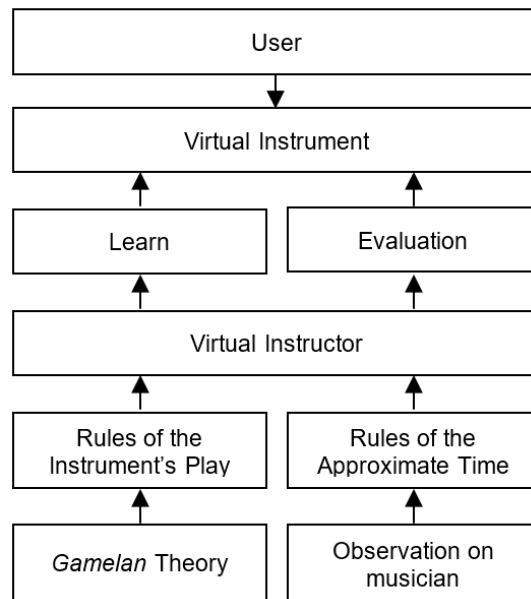 User
Virtual Instrument
Learn
Evaluation
Virtual Instructor
Rules of the
Instrument's Play
Rules of the
Approximate Time
Gamelan Theory
Observation on
musician